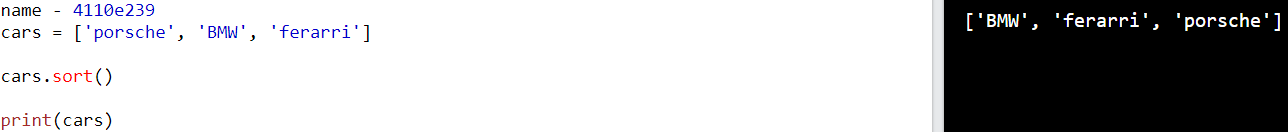 name - 4110e239
cars = ['porsche', 'BMW', 'ferarri']
cars.sort()
print(cars)
['BMW', 'ferarri', 'porsche']